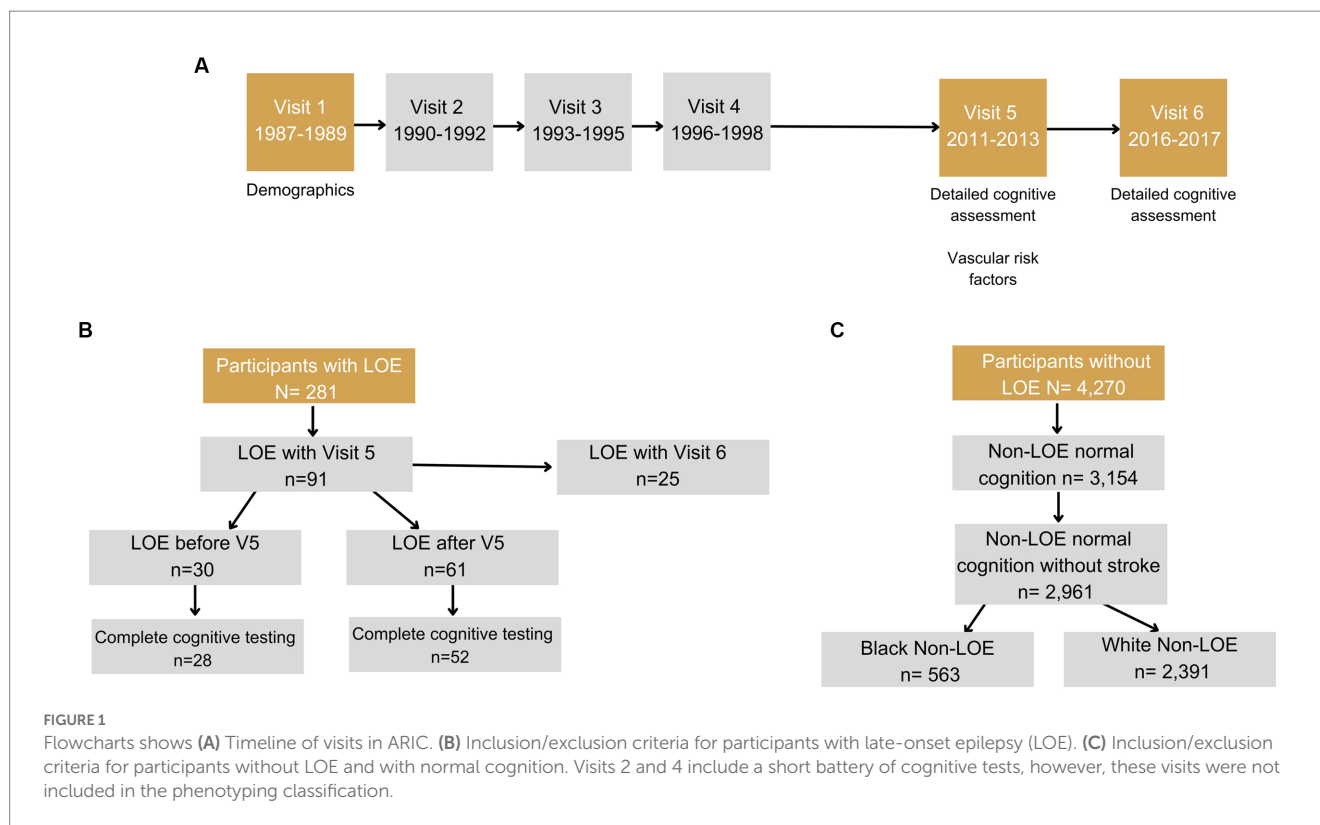 A
Visit 1
1987-1989
Visit 2
1990-1992
Visit 3
1993-1995
Visit 4
1996-1998
Visit 5
2011-2013
Visit 6
2016-2017
Demographics
Detailed cognitive
assessment
Vascular risk
factors
Detailed cognitive
assessment
B
Participants with LOE
N= 281
LOE with Visit 5
n=91
LOE with Visit 6
n=25
LOE before V5
n=30
LOE after V5
n=61
Complete cognitive testing
n=28
Complete cognitive testing
n=52
C
Participants without
LOE N= 4,270
Non-LOE normal
cognition n= 3,154
Non-LOE normal
cognition without stroke
n= 2,961
Black Non-LOE
n= 563
White Non-LOE
n= 2,391
FIGURE 1
Flowcharts shows (A) Timeline of visits in ARIC. (B) Inclusion/exclusion criteria for participants with late-onset epilepsy (LOE). (C) Inclusion/exclusion
criteria for participants without LOE and with normal cognition. Visits 2 and 4 include a short battery of cognitive tests, however, these visits were not
included in the phenotyping classification.